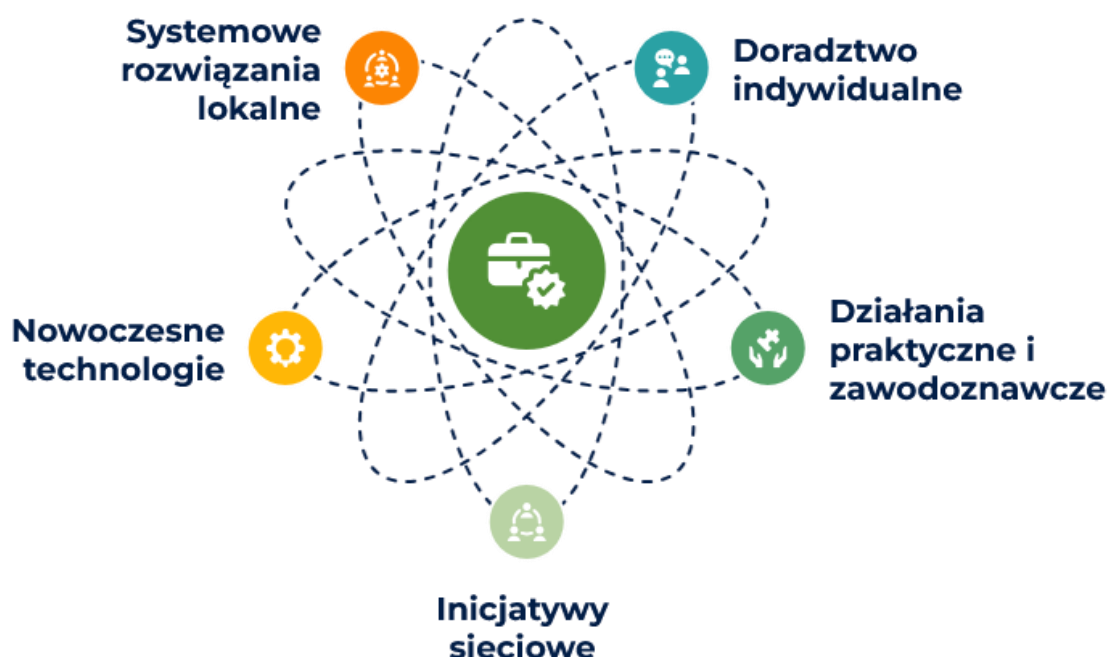 Systemowe
rozwiązania
lokalne
Doradztwo
indywidualne
Nowoczesne
technologie
Działania
praktyczne i
zawodoznawcze
Inicjatywy
sieciowe